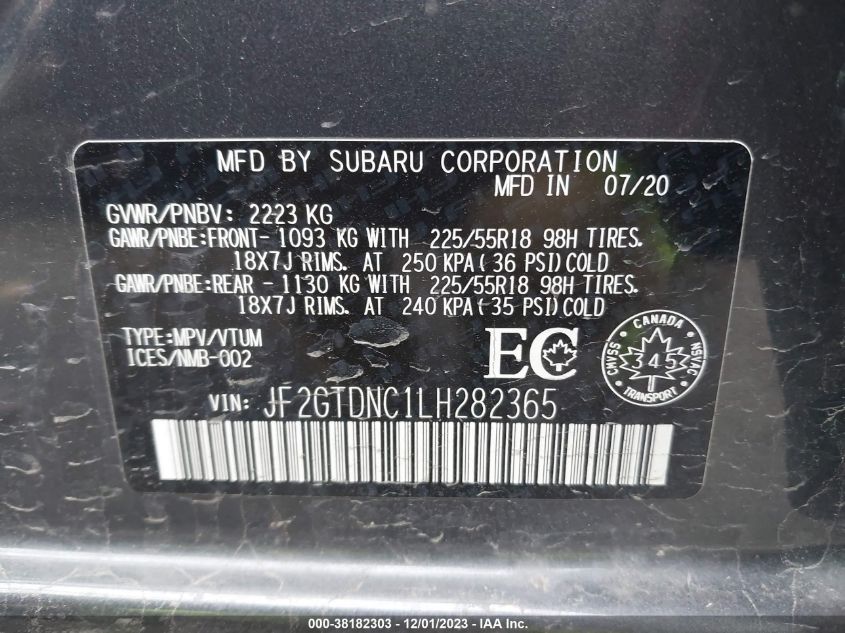 MFD BY SUBARU CORPORATION
MFD IN 07/20
GVWR/PNBV: 2223 KG
GAWR/PNBE:FRONT- 1093 KG WITH 225/55R18 98H TIRES.
18X7J RIMS. AT 250 KPA( 36 PSI)COLD
GAWR/PNBE:REAR - 1130 KG WITH 225/55R18 98H TIRES.
18X7J RIMS. AT 240 KPA( 35 PSI)COLD
TYPE:MPV/VTUM
ICES/NMB-002
EC
CANADA
CMVSS 345 NSVAC
TRANSPORT
VIN: JF2GTDNC1LH282365
000-38182303 - 12/01/2023 - IAA Inc.